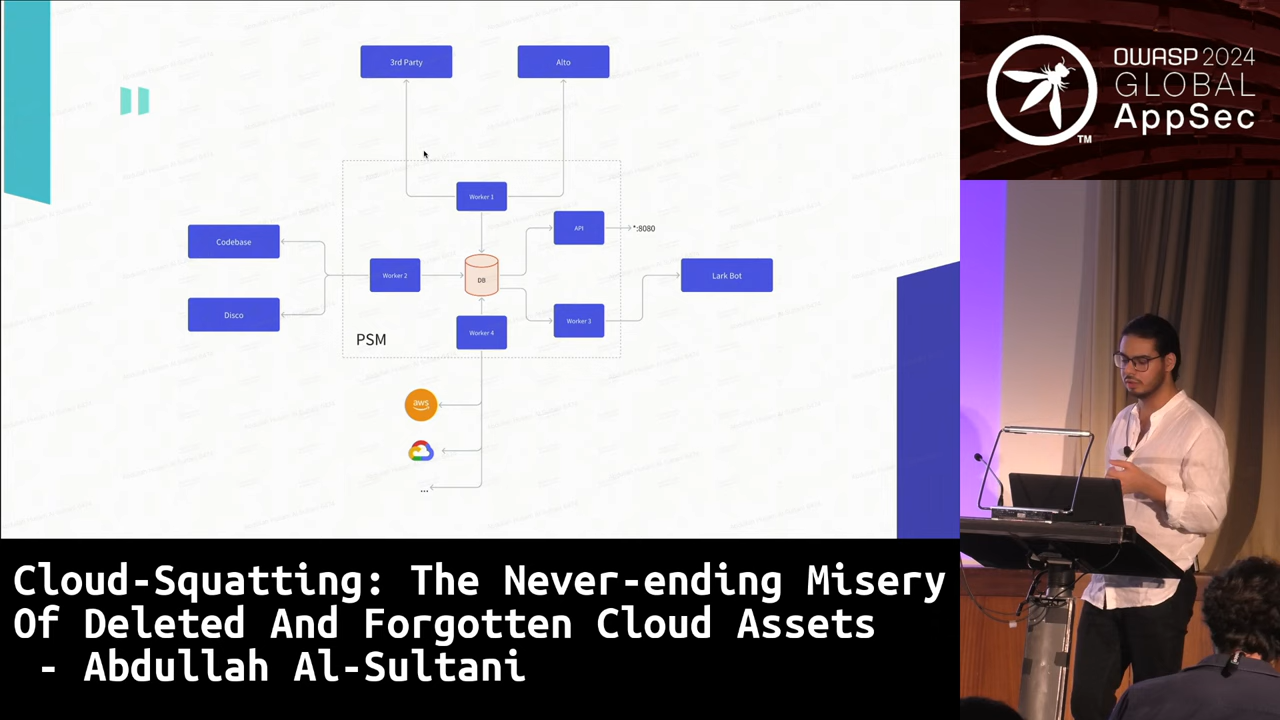 3rd Party
Alto
Worker 1
API
*:8080
Codebase
Worker 2
DB
Lark Bot
Disco
Worker 3
Worker 4
PSM
aws
...
OWASP 2024
GLOBAL
AppSec
TM
Cloud-Squatting: The Never-ending Misery
Of Deleted And Forgotten Cloud Assets
- Abdullah Al-Sultani